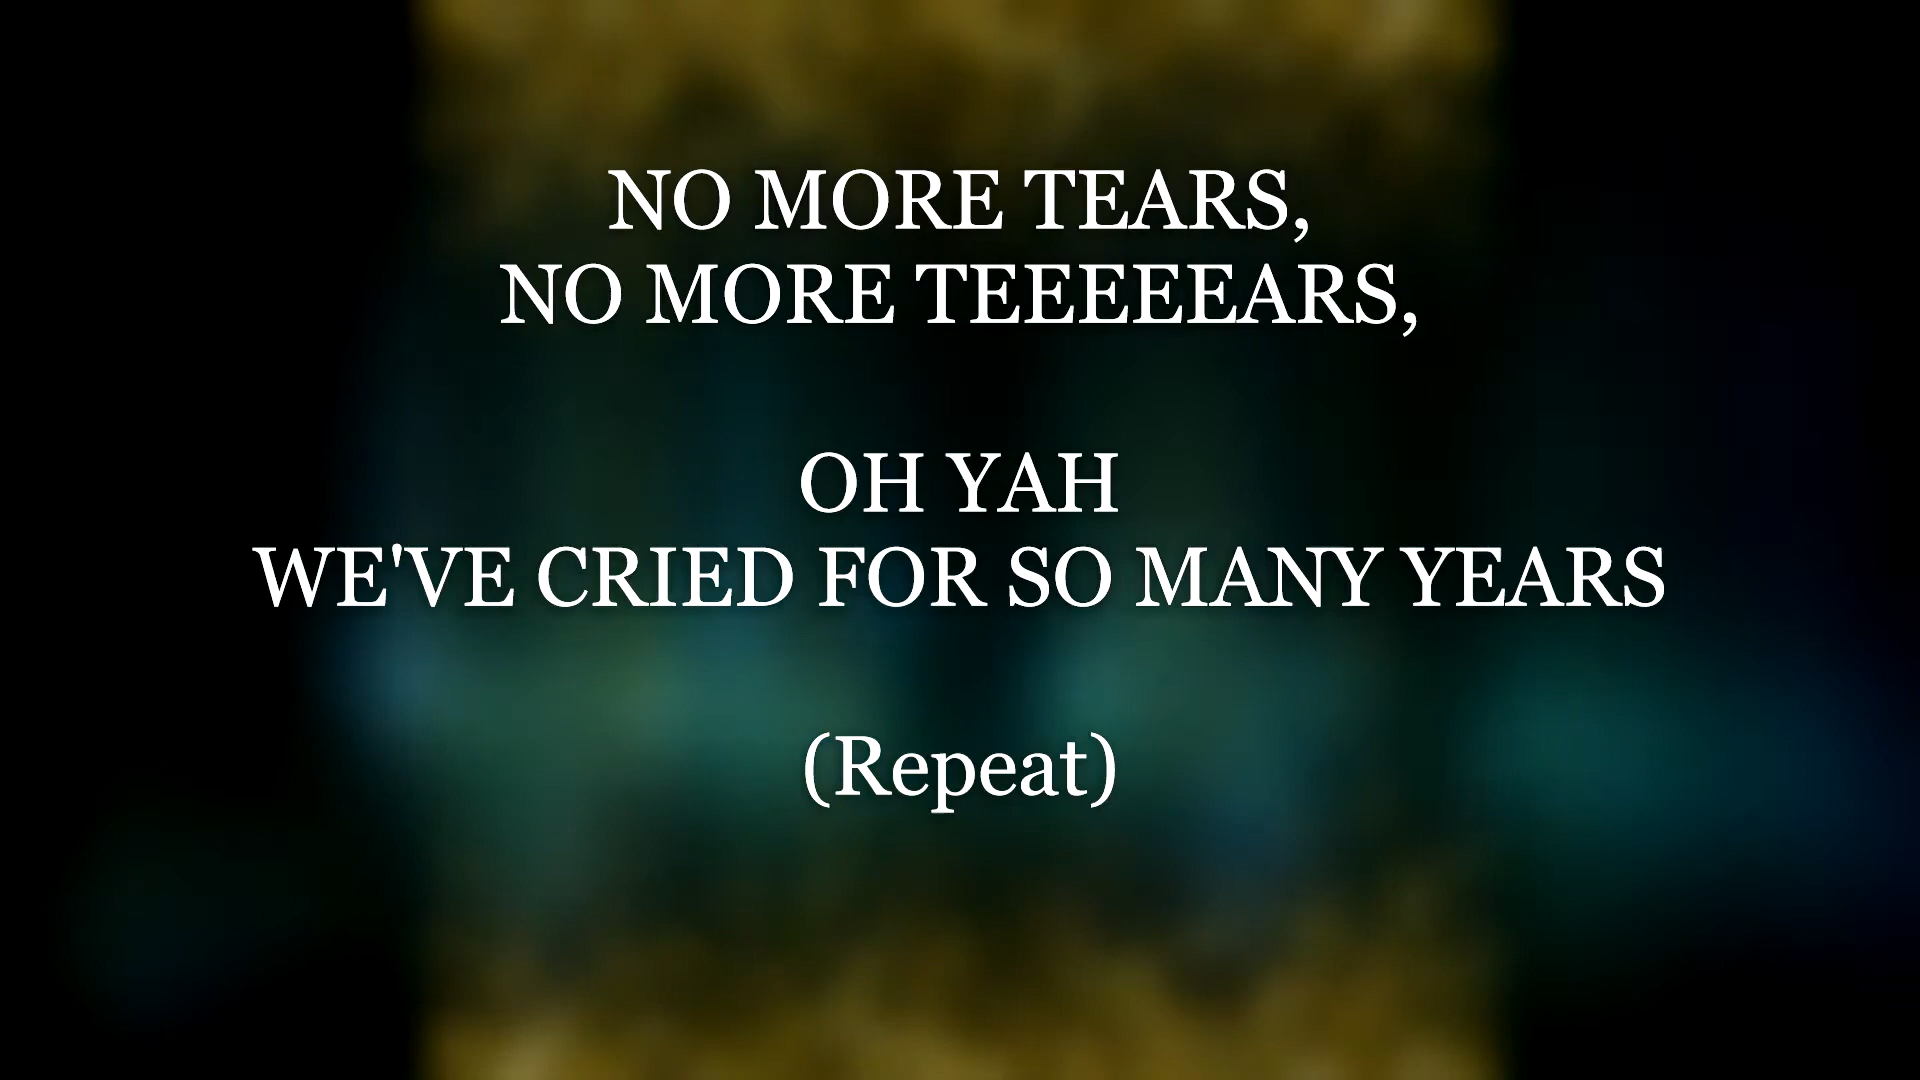 NO MORE TEARS,
NO MORE TEEEEEARS,
OH YAH
WE'VE CRIED FOR SO MANY YEARS
(Repeat)